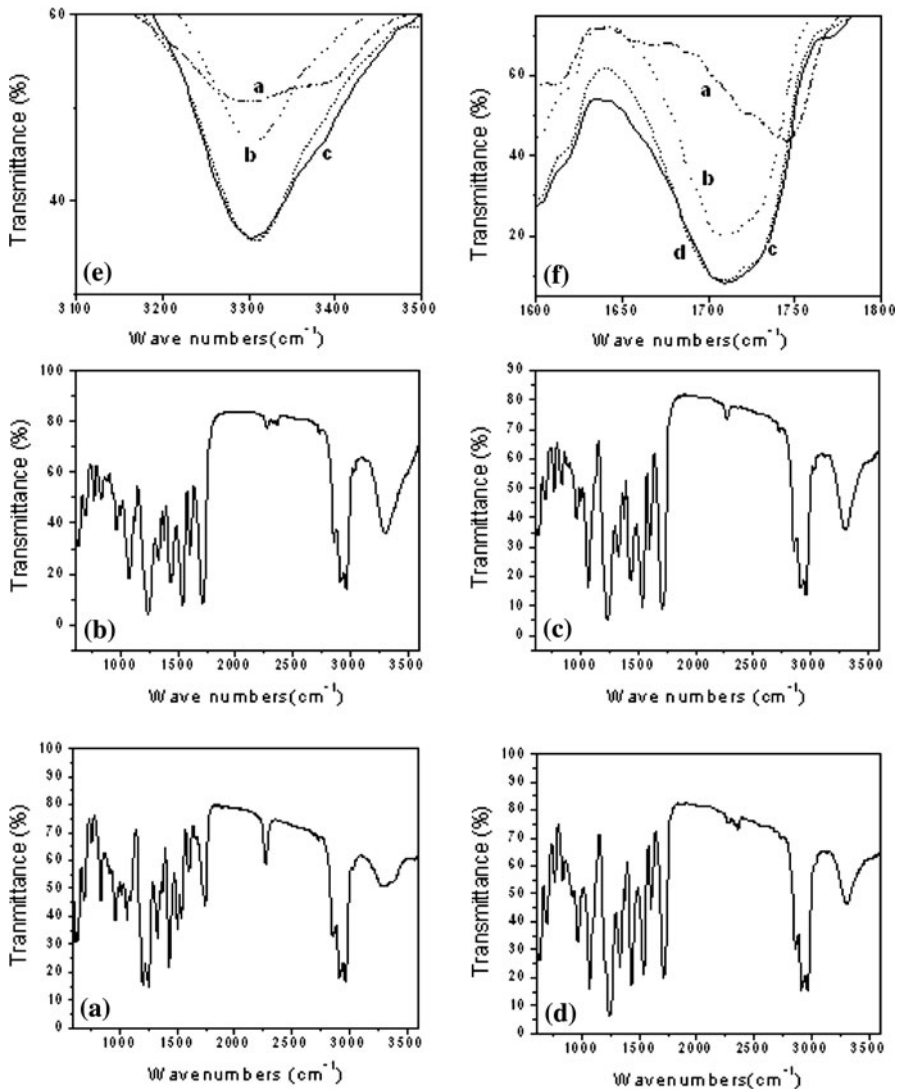 Transmittance (%)
60
40
a
b
c
(e)
3100 3200 3300 3400 3500
Wave numbers(cm⁻¹)
Transmittance (%)
60
40
20
a
b
d
c
(f)
1600 1650 1700 1750 1800
Wave numbers(cm⁻¹)
Transmittance (%)
100
80
60
40
20
0
(b)
1000 1500 2000 2500 3000 3500
Wave numbers(cm⁻¹)
Tranmittance (%)
90
80
70
60
50
40
30
20
10
0
(c)
1000 1500 2000 2500 3000 3500
Wave numbers (cm⁻¹)
Tranmittance (%)
100
90
80
70
60
50
40
30
20
10
0
(a)
1000 1500 2000 2500 3000 3500
Wavenumbers (cm⁻¹)
Transmittance (%)
100
90
80
70
60
50
40
30
20
10
0
(d)
1000 1500 2000 2500 3000 3500
Wavenumbers (cm⁻¹)